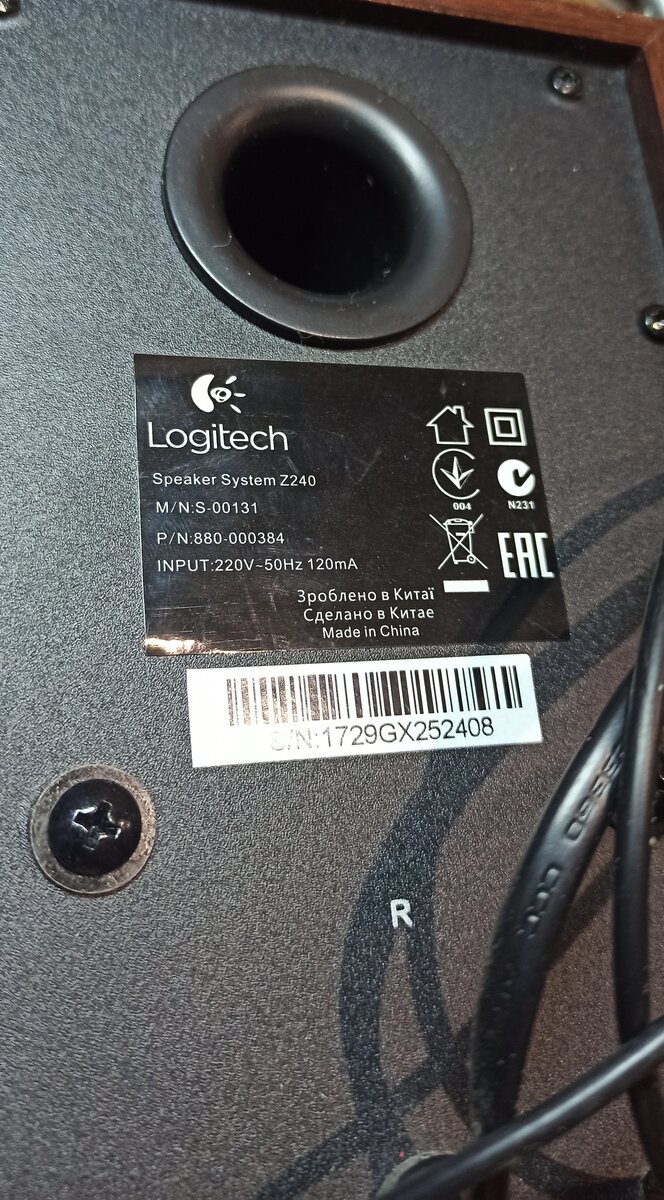 Logitech
Speaker System Z240
M/N:S-00131
P/N:880-000384
INPUT:220V~50Hz 120mA
004
N231
EAC
Зроблено в Китаї
Сделано в Китае
Made in China
S/N:1729GX252408
R
CCC